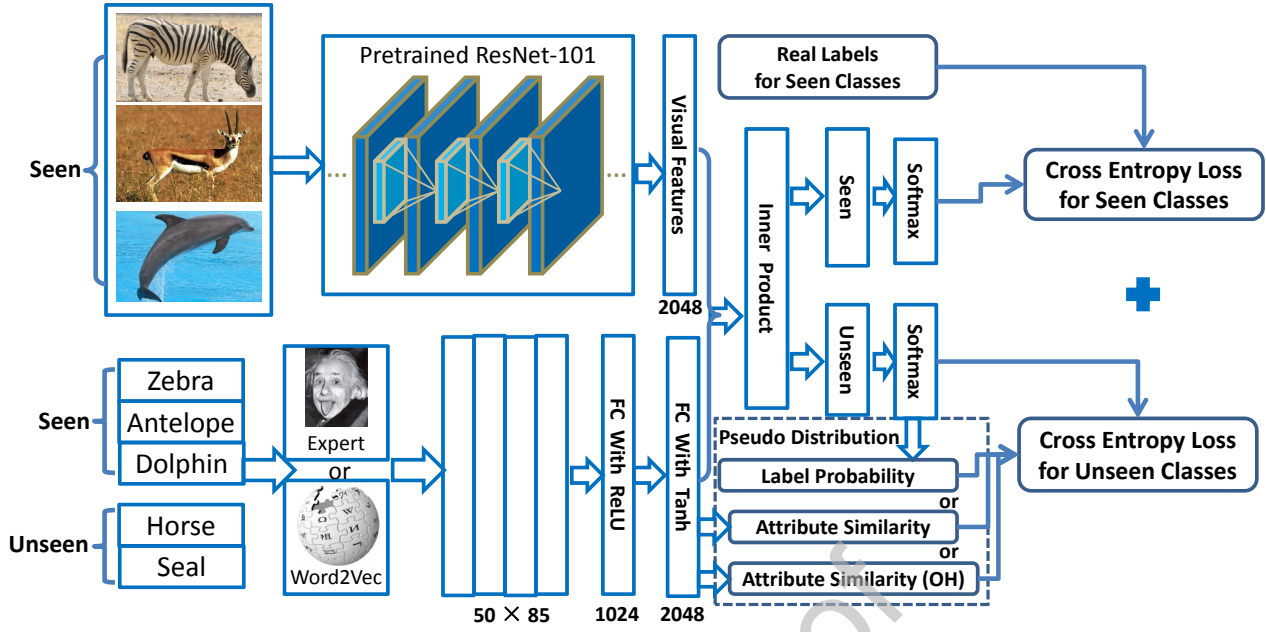 Seen
Pretrained ResNet-101
...
...
Visual Features
2048
Real Labels
for Seen Classes
Inner Product
Seen
Softmax
Cross Entropy Loss
for Seen Classes
Unseen
Softmax
Seen
Zebra
Antelope
Dolphin
Unseen
Horse
Seal
Expert
or
Word2Vec
50 × 85
FC With ReLU
1024
FC With Tanh
2048
Pseudo Distribution
Label Probability
or
Attribute Similarity
or
Attribute Similarity (OH)
Cross Entropy Loss
for Unseen Classes